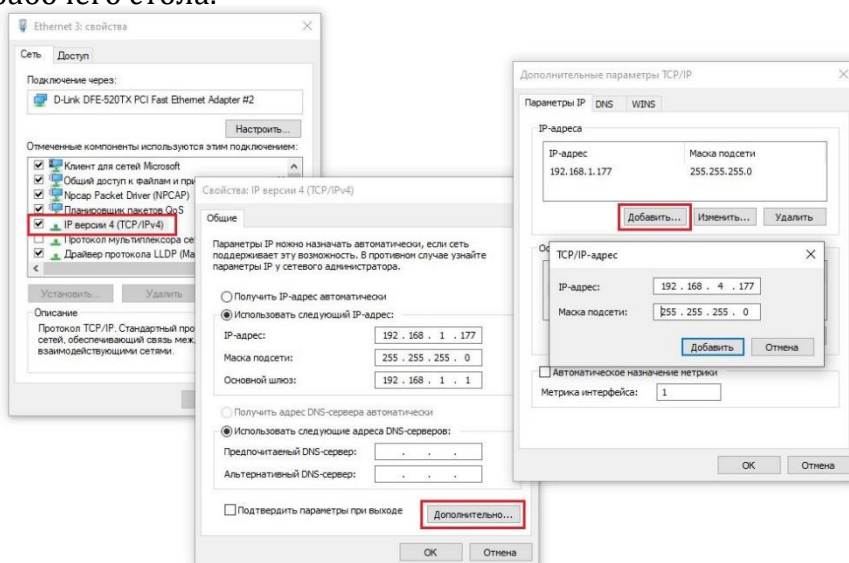 рабочего стола.
Ethernet 3: свойства
Сеть Доступ
Подключение через:
D-Link DFE-520TX PCI Fast Ethernet Adapter #2
Настроить...
Отмеченные компоненты используются этим подключением:
Клиент для сетей Microsoft
Общий доступ к файлам и при
Npcap Packet Driver (NPCAP)
Планировщик пакетов QoS
IP версии 4 (TCP/IPv4)
Протокол мультиплексора се
Драйвер протокола LLDP (Ма
Установить... Удалить
Описание
Протокол TCP/IP. Стандартный про
сетей, обеспечивающий связь меж
взаимодействующими сетями.
Свойства: IP версии 4 (TCP/IPv4)
Общие
Параметры IP можно назначать автоматически, если сеть
поддерживает эту возможность. В противном случае узнайте
параметры IP у сетевого администратора.
Получить IP-адрес автоматически
Использовать следующий IP-адрес:
IP-адрес: 192 . 168 . 1 . 177
Маска подсети: 255 . 255 . 255 . 0
Основной шлюз: 192 . 168 . 1 . 1
Получить адрес DNS-сервера автоматически
Использовать следующие адреса DNS-серверов:
Предпочитаемый DNS-сервер: . . .
Альтернативный DNS-сервер: . . .
Подтвердить параметры при выходе Дополнительно...
ОК Отмена
Дополнительные параметры TCP/IP
Параметры IP DNS WINS
IP-адреса
IP-адрес Маска подсети
192.168.1.177 255.255.255.0
Добавить... Изменить... Удалить
TCP/IP-адрес
IP-адрес: 192 . 168 . 4 . 177
Маска подсети: 255 . 255 . 255 . 0
Добавить Отмена
Автоматическое назначение метрики
Метрика интерфейса: 1
ОК Отмена